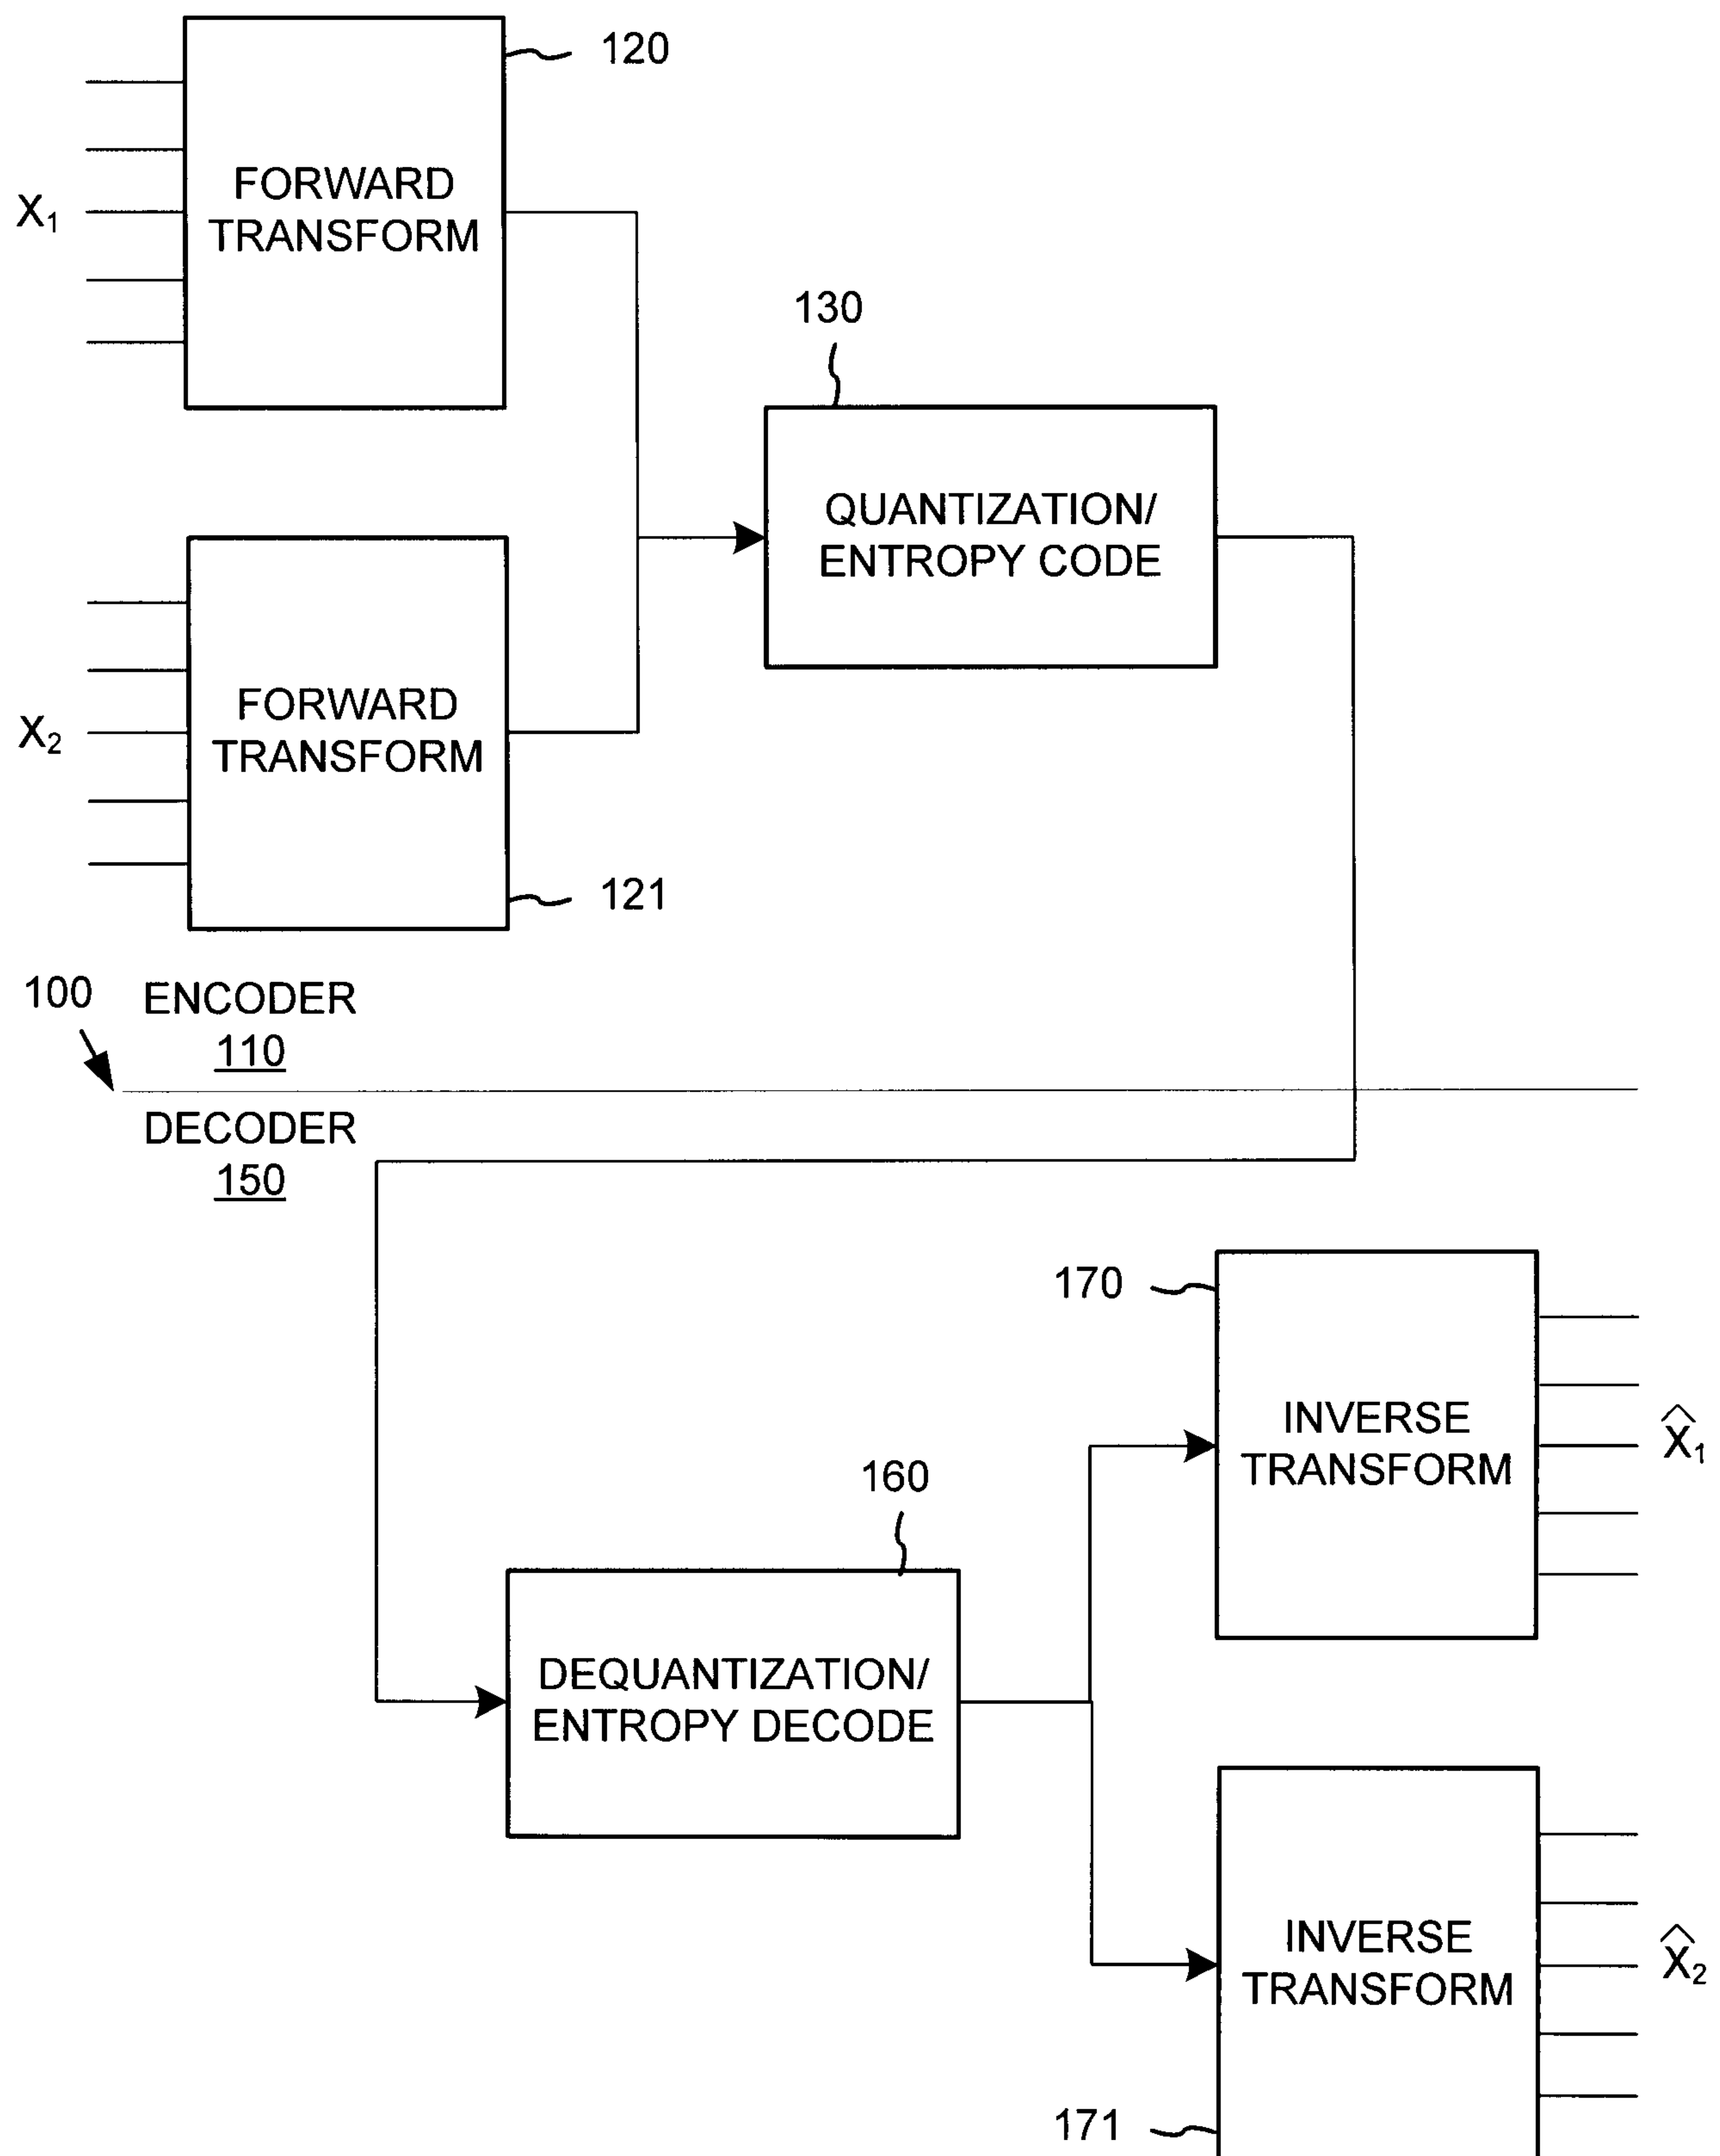 120
FORWARD
TRANSFORM
X₁
130
QUANTIZATION/
ENTROPY CODE
FORWARD
TRANSFORM
X₂
121
100
ENCODER
110
DECODER
150
170
INVERSE
TRANSFORM
X̂₁
160
DEQUANTIZATION/
ENTROPY DECODE
INVERSE
TRANSFORM
X̂₂
171